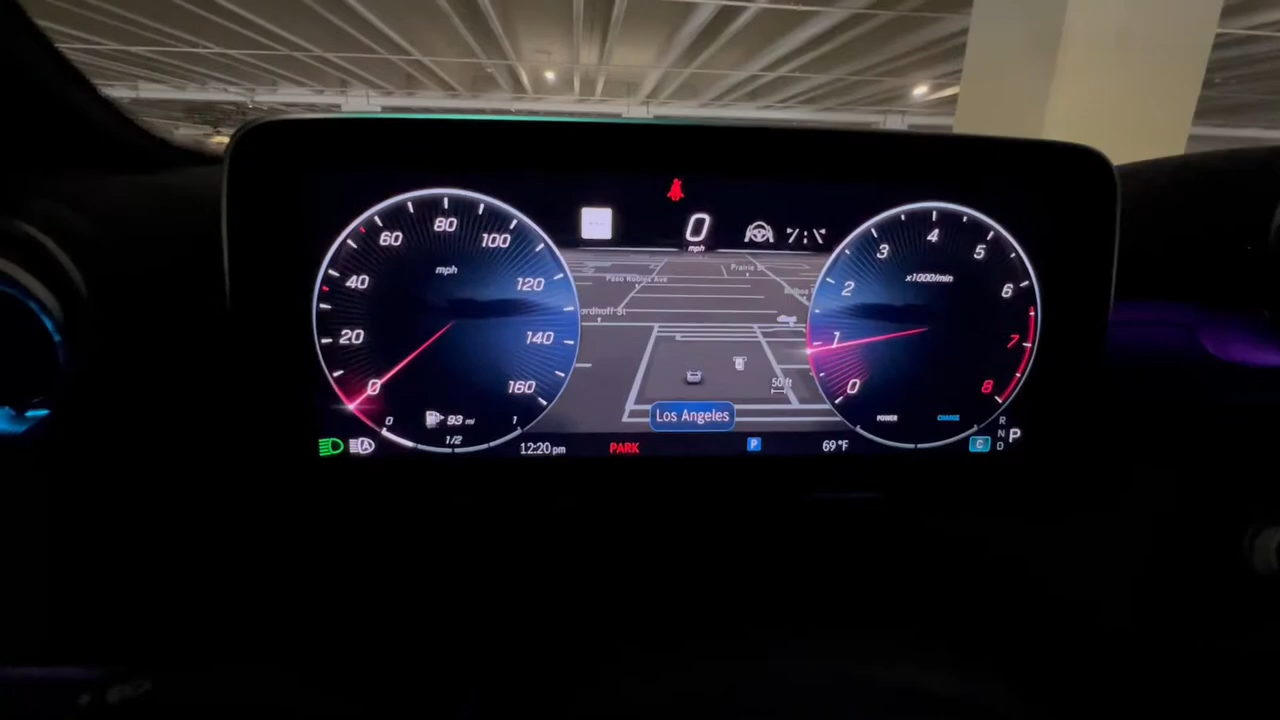 0
mph
60 80 100
40 120
20 140
0 160
mph
93 mi
0 1/2 1
Prairie St
Paso Robles Ave
ordhoff St
50 ft
Los Angeles
3 4 5
2 6
1 7
0 8
x1000/min
POWER CHARGE
12:20 pm PARK P 69 °F
C
R
N
D
P